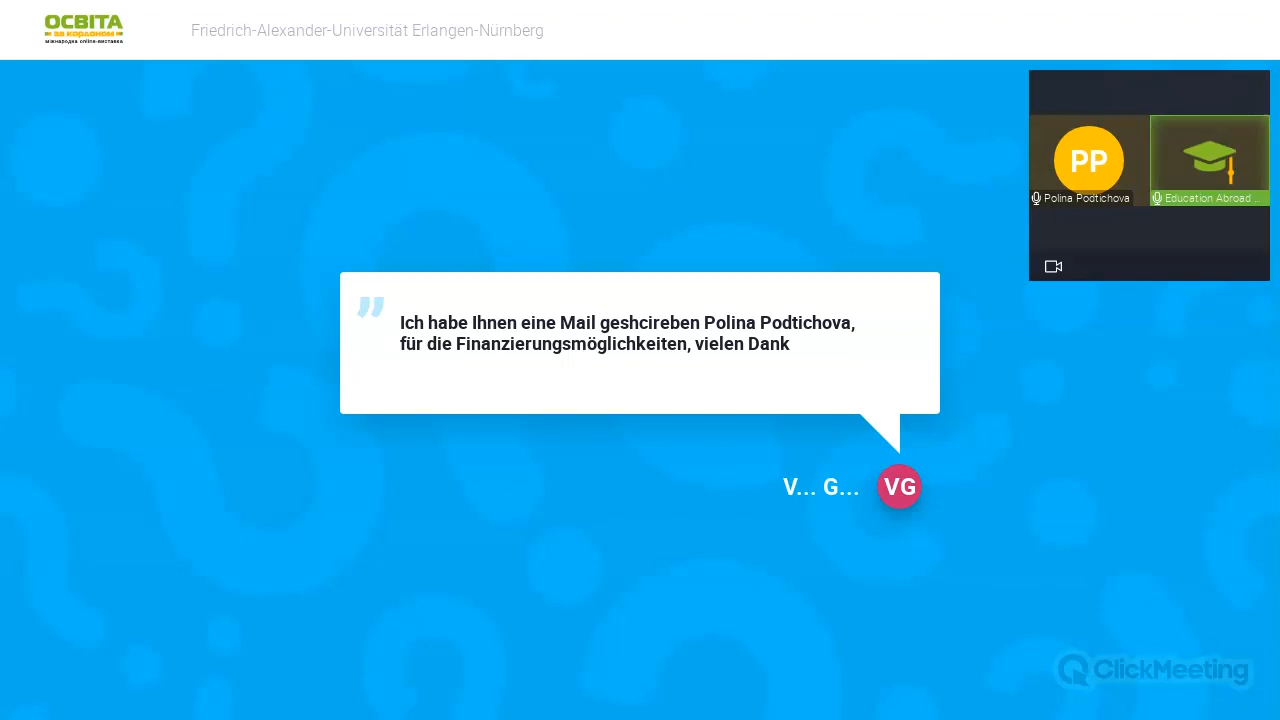 ОСВІТА
за кордоном
міжнародна online-виставка
Friedrich-Alexander-Universität Erlangen-Nürnberg
PP
Polina Podtichova
Education Abroad ...
”
Ich habe Ihnen eine Mail geshcireben Polina Podtichova,
für die Finanzierungsmöglichkeiten, vielen Dank
V... G...
VG
ClickMeeting